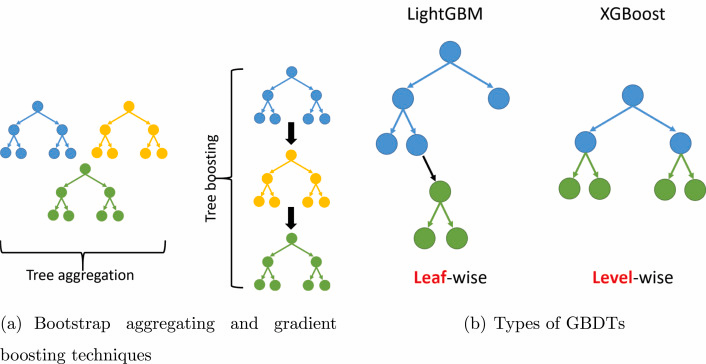 LightGBM
XGBoost
Tree boosting
Tree aggregation
Leaf-wise
Level-wise
(a) Bootstrap aggregating and gradient
boosting techniques
(b) Types of GBDTs